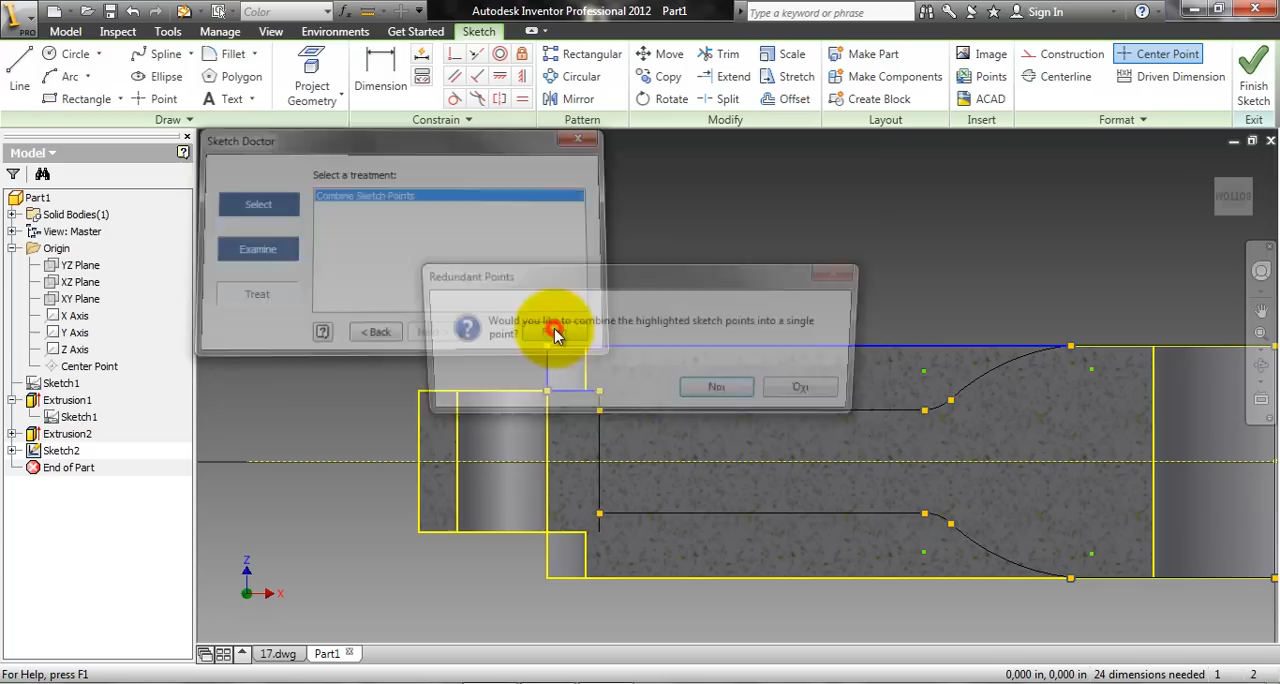 Color
Autodesk Inventor Professional 2012 Part1
Type a keyword or phrase
Sign In
PRO
Model Inspect Tools Manage View Environments Get Started Sketch
Line
Circle
Arc
Rectangle
Spline
Ellipse
Point
Fillet
Polygon
Text
Draw
Project
Geometry
Dimension
Constrain
Rectangular
Circular
Mirror
Pattern
Move
Copy
Rotate
Trim
Extend
Split
Scale
Stretch
Offset
Modify
Make Part
Make Components
Create Block
Layout
Image
Points
ACAD
Insert
Construction
Centerline
Center Point
Driven Dimension
Format
Finish
Sketch
Exit
Model
Part1
Solid Bodies(1)
View: Master
Origin
YZ Plane
XZ Plane
XY Plane
X Axis
Y Axis
Z Axis
Center Point
Sketch1
Extrusion1
Sketch1
Extrusion2
Sketch2
End of Part
Sketch Doctor
Select a treatment:
Combine Sketch Points
Select
Examine
Treat
< Back
Redundant Points
Would you like to combine the highlighted sketch points into a single
point?
Ναι
Όχι
Z
X
17.dwg
Part1
For Help, press F1
0,000 in, 0,000 in 24 dimensions needed 1 2